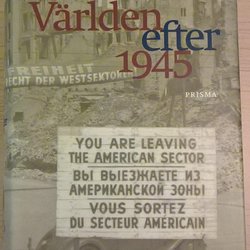 Världen
efter
1945
PRISMA
FREIHEIT
RECHT DER WESTSEKTOREN
YOU ARE LEAVING
THE AMERICAN SECTOR
ВЫ ВЫЕЗЖАЕТЕ ИЗ
АМЕРИКАНСКОЙ ЗОНЫ
VOUS SORTEZ
DU SECTEUR AMÉRICAIN